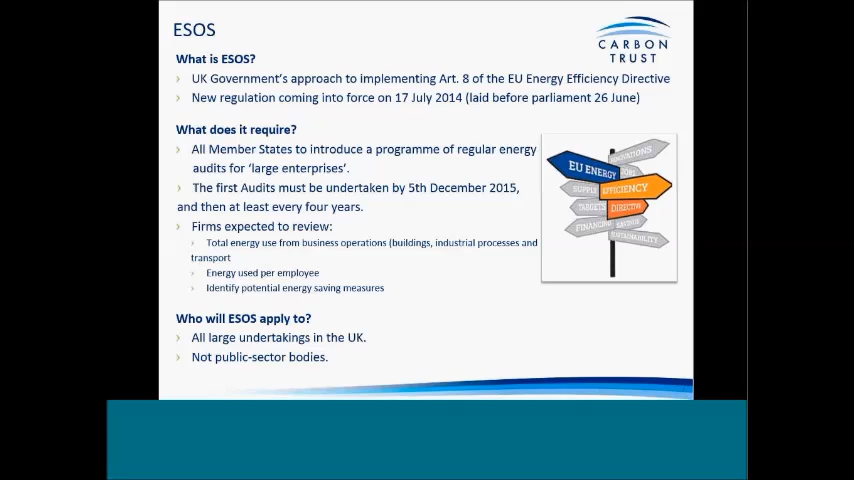 ESOS
CARBON
TRUST
What is ESOS?
› UK Government's approach to implementing Art. 8 of the EU Energy Efficiency Directive
› New regulation coming into force on 17 July 2014 (laid before parliament 26 June)
What does it require?
› All Member States to introduce a programme of regular energy
audits for 'large enterprises'.
› The first Audits must be undertaken by 5th December 2015,
and then at least every four years.
› Firms expected to review:
› Total energy use from business operations (buildings, industrial processes and
transport
› Energy used per employee
› Identify potential energy saving measures
INNOVATIONS
EU ENERGY
JOBS
SUPPLY
EFFICIENCY
TARGETS
DIRECTIVE
FINANCING
SAVINGS
SUSTAINABILITY
Who will ESOS apply to?
› All large undertakings in the UK.
› Not public-sector bodies.